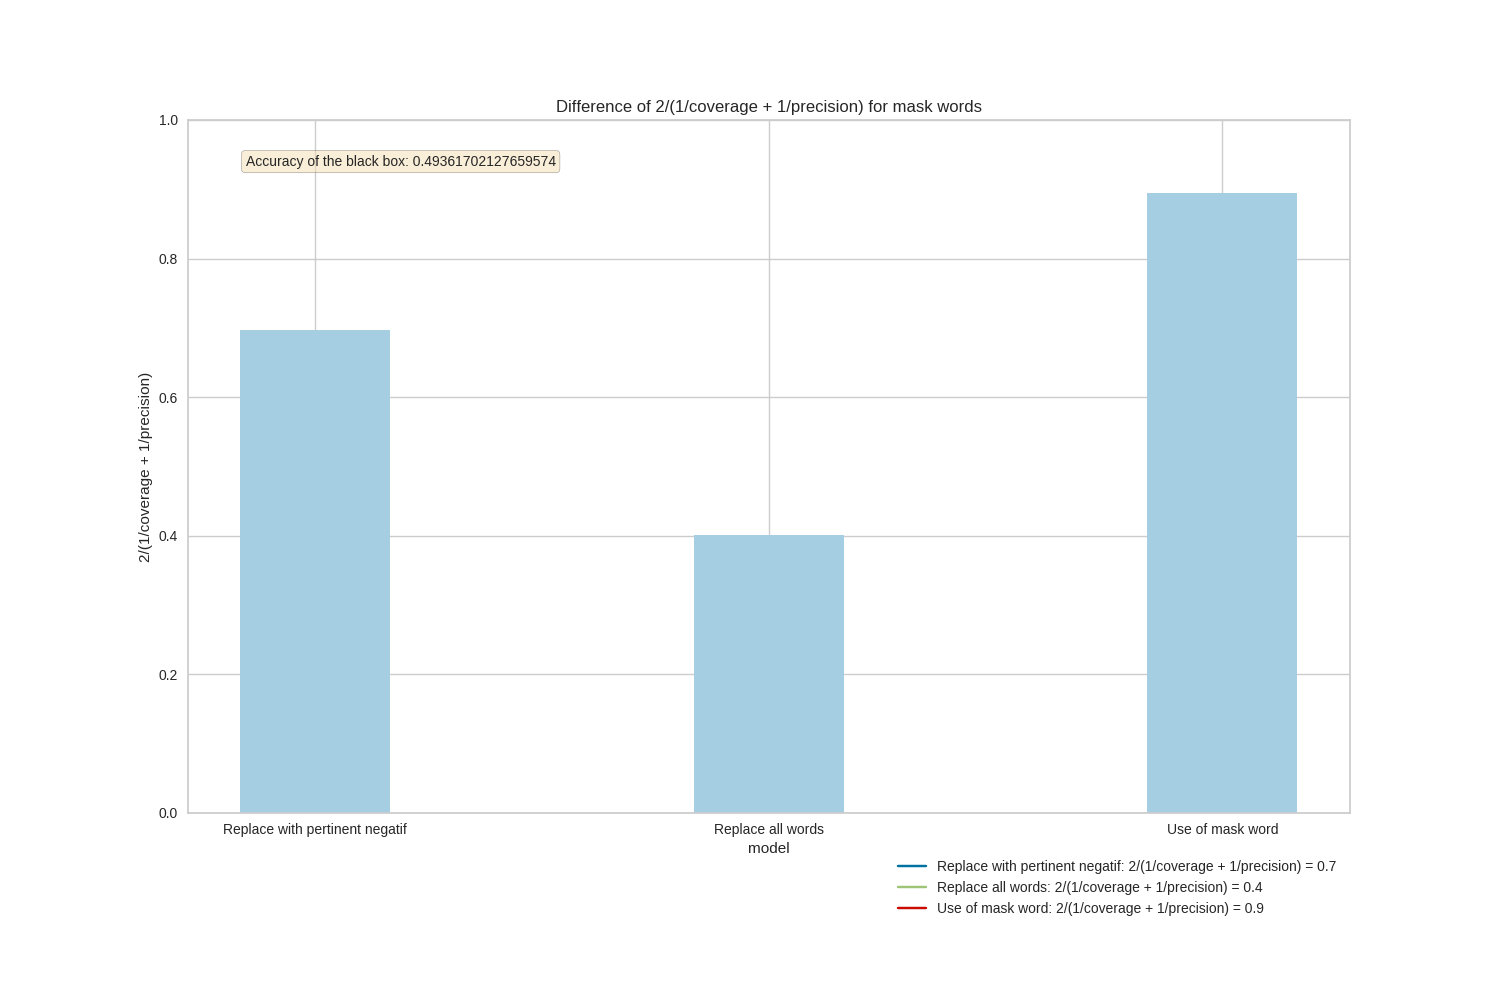 Difference of 2/(1/coverage + 1/precision) for mask words
1.0
Accuracy of the black box: 0.49361702127659574
0.8
0.6
2/(1/coverage + 1/precision)
0.4
0.2
0.0
Replace with pertinent negatif
Replace all words
Use of mask word
model
Replace with pertinent negatif: 2/(1/coverage + 1/precision) = 0.7
Replace all words: 2/(1/coverage + 1/precision) = 0.4
Use of mask word: 2/(1/coverage + 1/precision) = 0.9